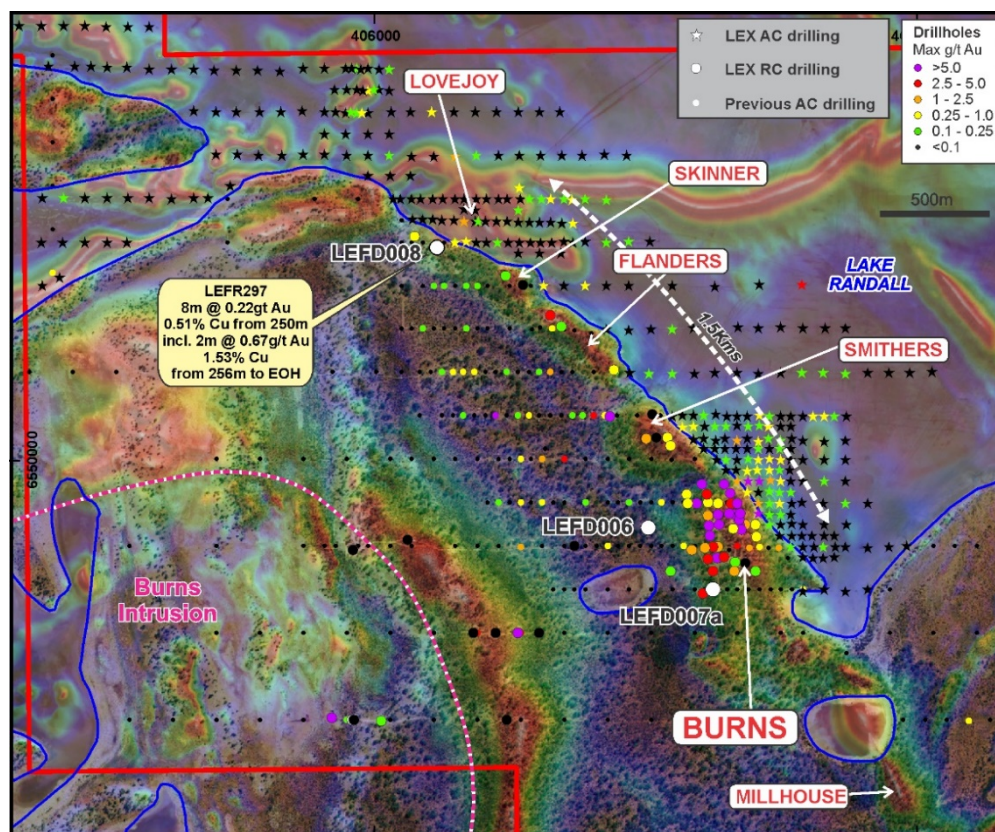 406000
LEX AC drilling
LEX RC drilling
Previous AC drilling
Drillholes
Max g/t Au
>5.0
2.5 - 5.0
1 - 2.5
0.25 - 1.0
0.1 - 0.25
<0.1
500m
LOVEJOY
SKINNER
FLANDERS
LAKE
RANDALL
SMITHERS
1.5Kms
LEFD008
LEFR297
8m @ 0.22gt Au
0.51% Cu from 250m
incl. 2m @ 0.67g/t Au
1.53% Cu
from 256m to EOH
6550000
LEFD006
Burns
Intrusion
LEFD007a
BURNS
MILLHOUSE